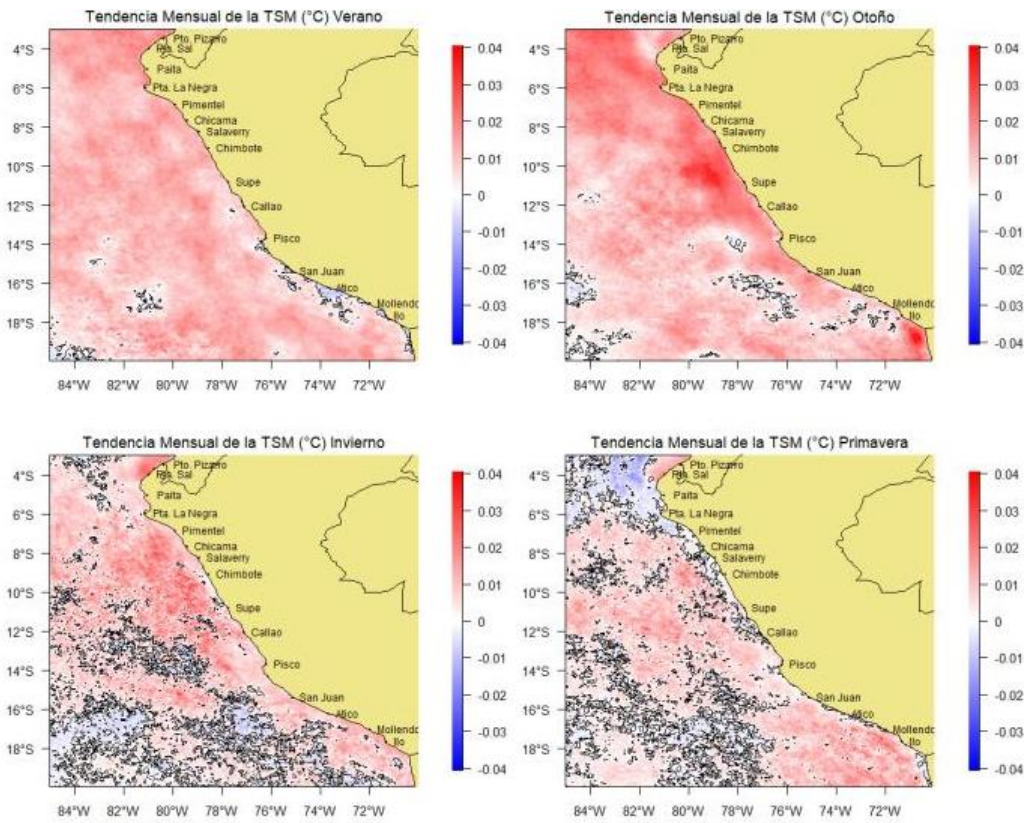 Tendencia Mensual de la TSM (°C) Verano
4°S
6°S
8°S
10°S
12°S
14°S
16°S
18°S
Pto. Pizarro
Pta. Sal
Paita
Pta. La Negra
Pimentel
Chicama
Salaverry
Chimbote
Supe
Callao
Pisco
San Juan
Atico
Mollendo
Ilo
84°W 82°W 80°W 78°W 76°W 74°W 72°W
0.04
0.03
0.02
0.01
0
-0.01
-0.02
-0.03
-0.04
Tendencia Mensual de la TSM (°C) Otoño
4°S
6°S
8°S
10°S
12°S
14°S
16°S
18°S
Pto. Pizarro
Pta. Sal
Paita
Pta. La Negra
Pimentel
Chicama
Salaverry
Chimbote
Supe
Callao
Pisco
San Juan
Atico
Mollendo
Ilo
84°W 82°W 80°W 78°W 76°W 74°W 72°W
0.04
0.03
0.02
0.01
0
-0.01
-0.02
-0.03
-0.04
Tendencia Mensual de la TSM (°C) Invierno
4°S
6°S
8°S
10°S
12°S
14°S
16°S
18°S
Pto. Pizarro
Pta. Sal
Paita
Pta. La Negra
Pimentel
Chicama
Salaverry
Chimbote
Supe
Callao
Pisco
San Juan
Atico
Mollendo
Ilo
84°W 82°W 80°W 78°W 76°W 74°W 72°W
0.04
0.03
0.02
0.01
0
-0.01
-0.02
-0.03
-0.04
Tendencia Mensual de la TSM (°C) Primavera
4°S
6°S
8°S
10°S
12°S
14°S
16°S
18°S
Pto. Pizarro
Pta. Sal
Paita
Pta. La Negra
Pimentel
Chicama
Salaverry
Chimbote
Supe
Callao
Pisco
San Juan
Atico
Mollendo
Ilo
84°W 82°W 80°W 78°W 76°W 74°W 72°W
0.04
0.03
0.02
0.01
0
-0.01
-0.02
-0.03
-0.04